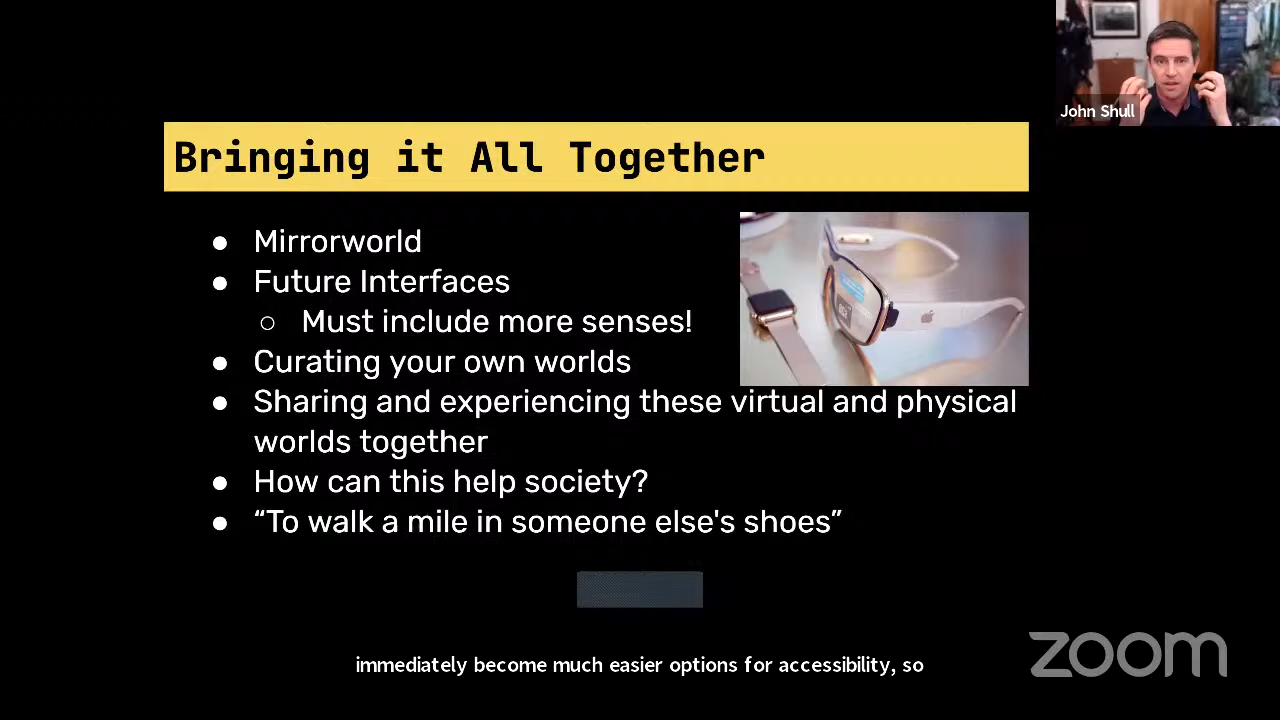 John Shull
Bringing it All Together
● Mirrorworld
● Future Interfaces
○ Must include more senses!
● Curating your own worlds
● Sharing and experiencing these virtual and physical
worlds together
● How can this help society?
● “To walk a mile in someone else's shoes”
immediately become much easier options for accessibility, so
zoom